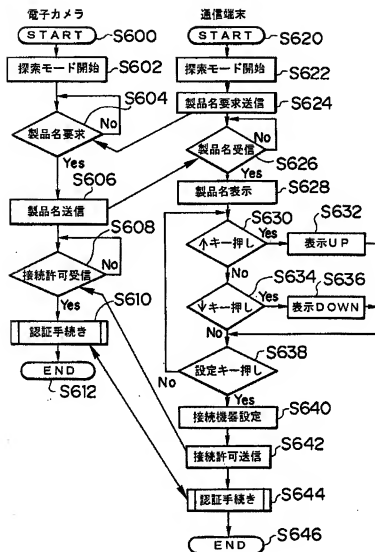 電子カメラ
START
S600
探索モード開始
S602
S604
製品名要求
No
Yes
S606
製品名送信
S608
接続許可受信
No
Yes
S610
認証手続き
END
S612
通信端末
START
S620
探索モード開始
S622
製品名要求送信
S624
製品名受信
No
S626
Yes
製品名表示
S628
S630
↑キー押し
Yes
S632
表示UP
No
S634
↓キー押し
Yes
S636
表示DOWN
No
S638
設定キー押し
No
Yes
接続機器設定
S640
接続許可送信
S642
認証手続き
S644
END
S646